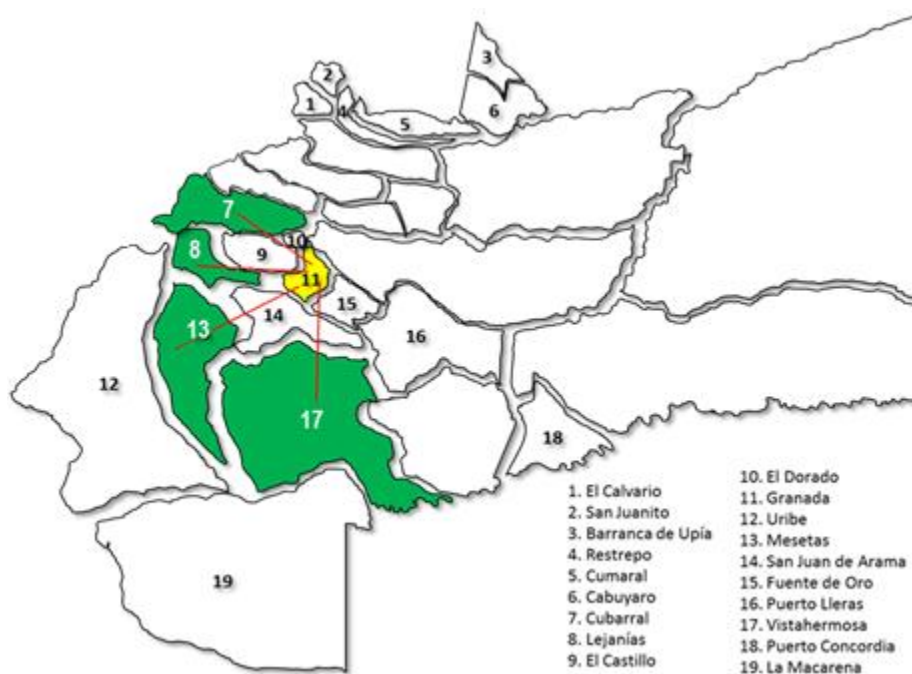 3
2
1
4
5
6
7
10
8
9
11
15
14
13
16
12
17
18
19
1. El Calvario
2. San Juanito
3. Barranca de Upía
4. Restrepo
5. Cumaral
6. Cabuyaro
7. Cubarral
8. Lejanías
9. El Castillo
10. El Dorado
11. Granada
12. Uribe
13. Mesetas
14. San Juan de Arama
15. Fuente de Oro
16. Puerto Lleras
17. Vistahermosa
18. Puerto Concordia
19. La Macarena